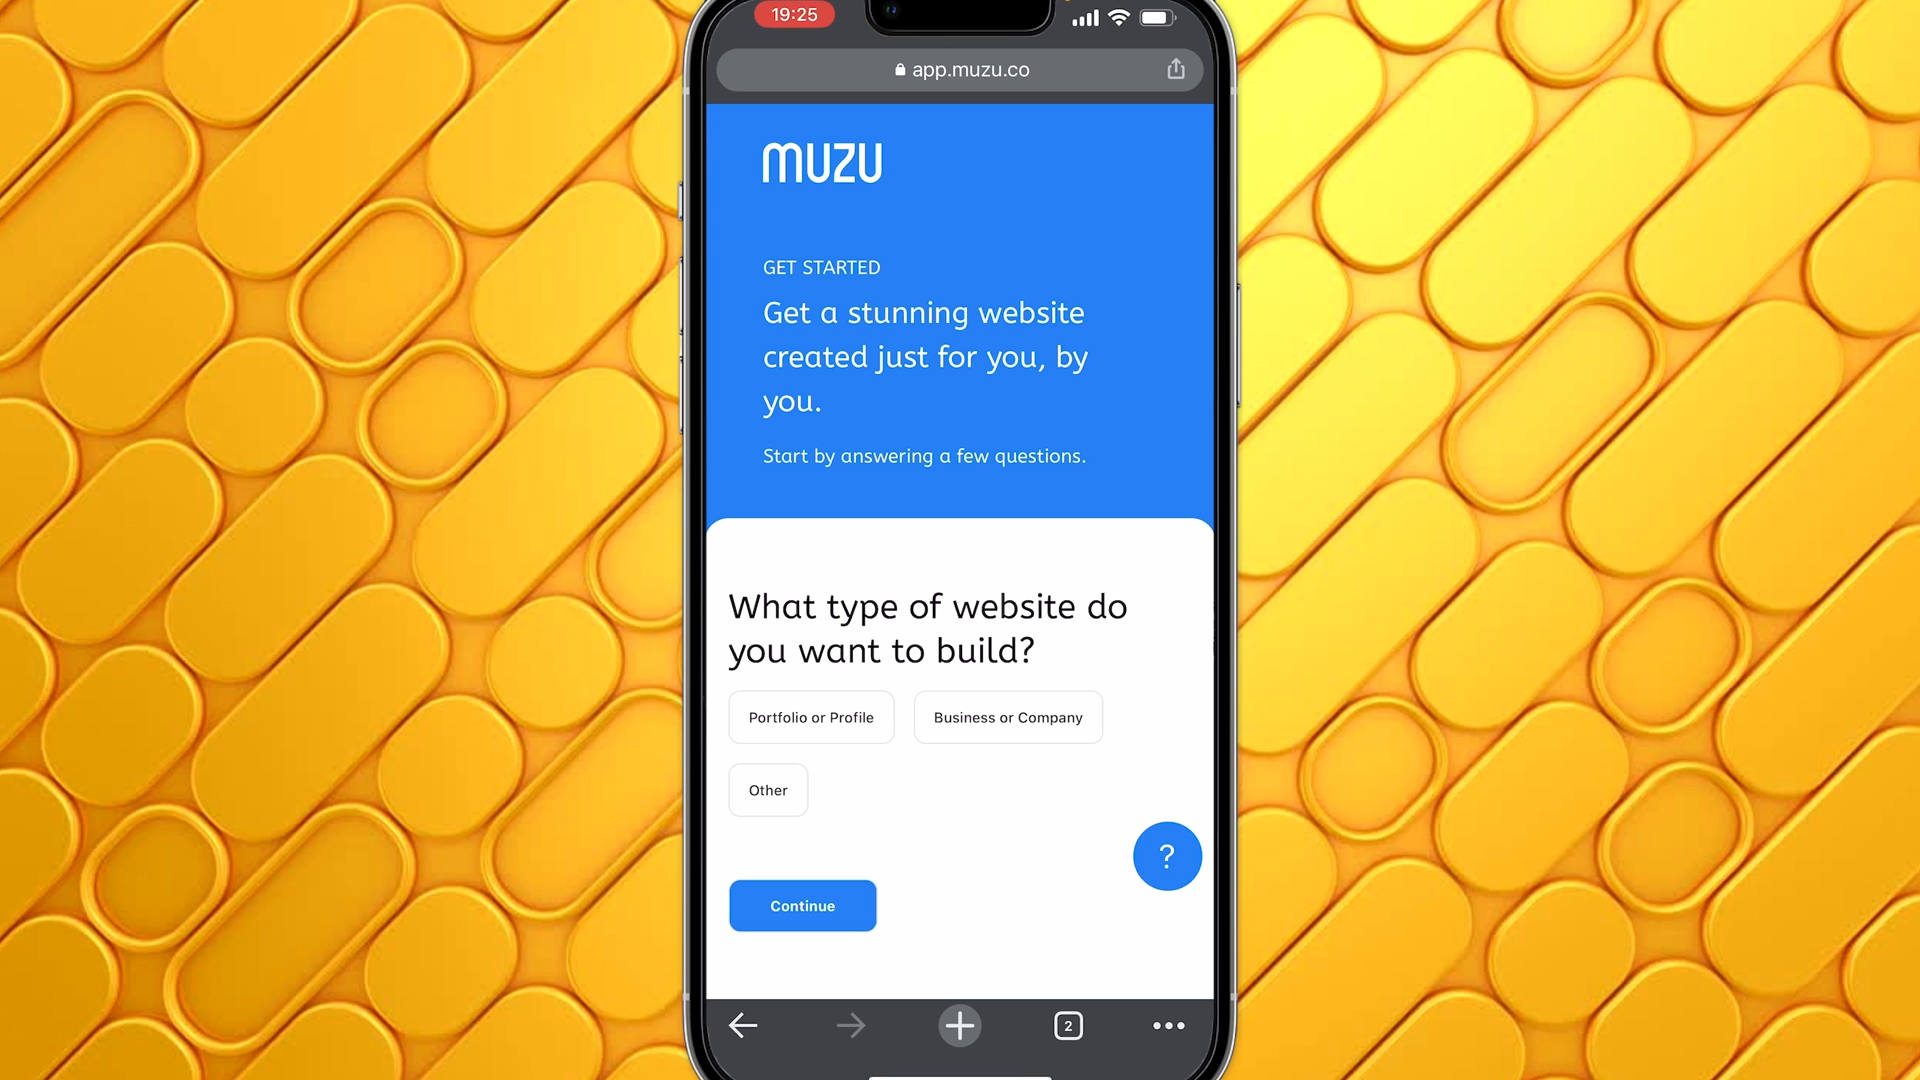 19:25
app.muzu.co
MUZU
GET STARTED
Get a stunning website
created just for you, by
you.
Start by answering a few questions.
What type of website do
you want to build?
Portfolio or Profile
Business or Company
Other
?
Continue
2